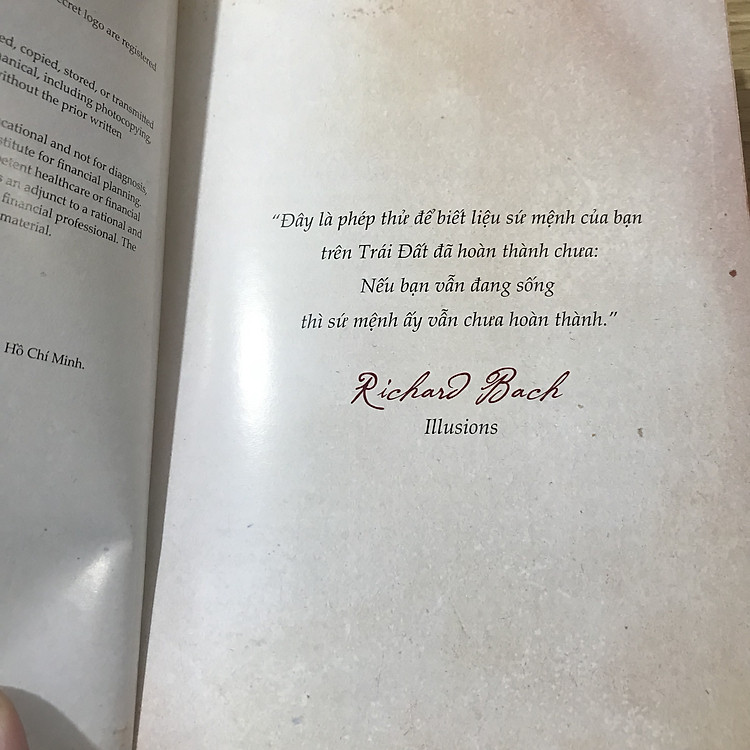 cret logo are registered
ed, copied, stored, or transmitted
anical, including photocopying,
ithout the prior written
cational and not for diagnosis,
stitute for financial planning.
petent healthcare or financial
s an adjunct to a rational and
financial professional. The
material.
Hồ Chí Minh.
“Đây là phép thử để biết liệu sứ mệnh của bạn
trên Trái Đất đã hoàn thành chưa:
Nếu bạn vẫn đang sống
thì sứ mệnh ấy vẫn chưa hoàn thành.”
Richard Bach
Illusions